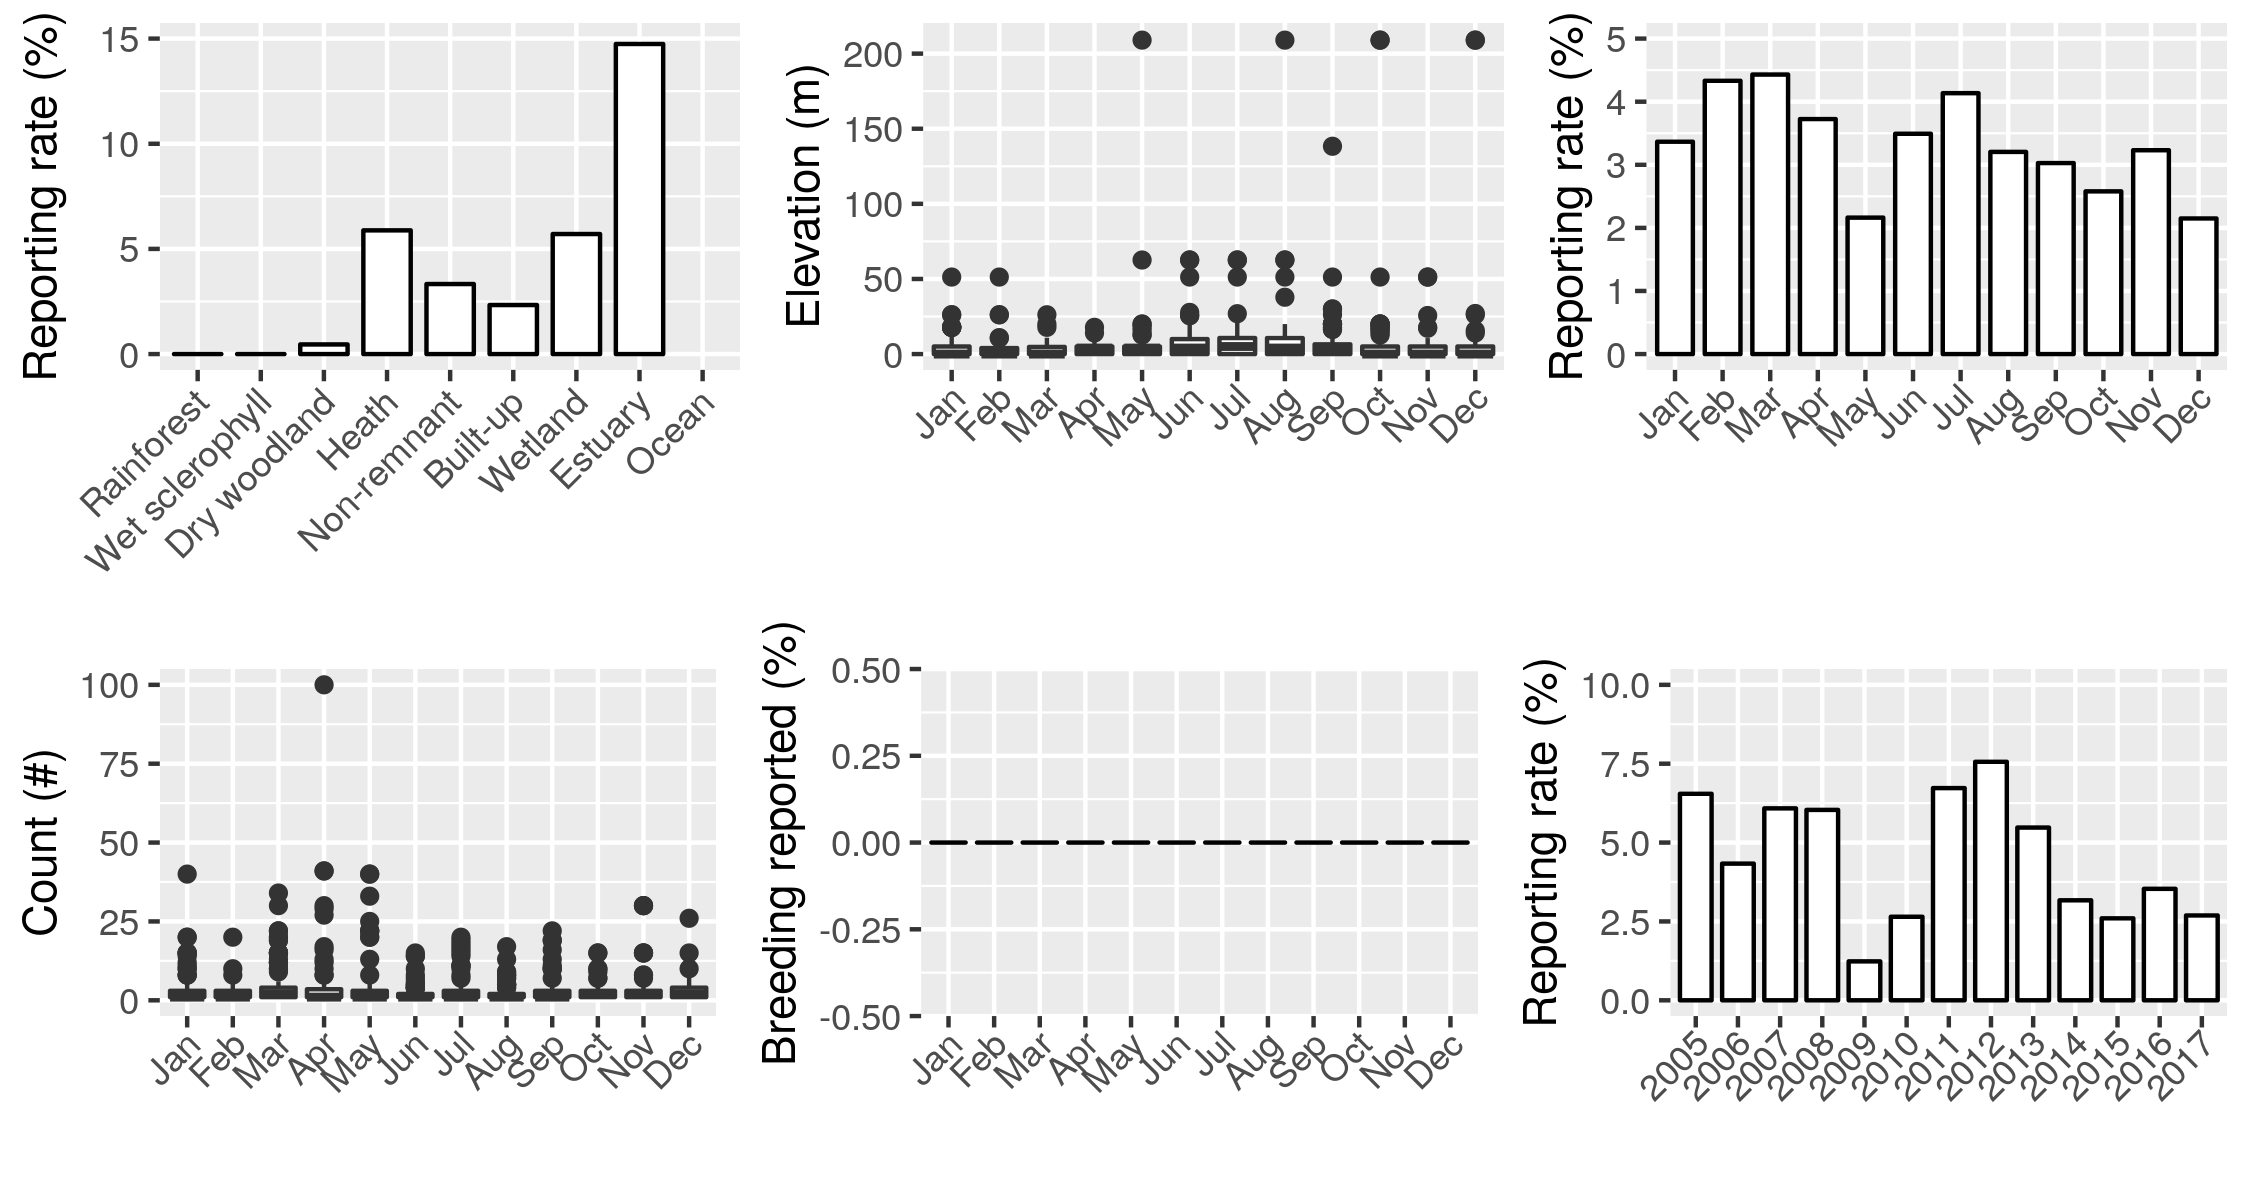 Reporting rate (%)
15
10
5
0
Rainforest
Wet sclerophyll
Dry woodland
Heath
Non-remnant
Built-up
Wetland
Estuary
Ocean
Elevation (m)
200
150
100
50
0
Jan
Feb
Mar
Apr
May
Jun
Jul
Aug
Sep
Oct
Nov
Dec
Reporting rate (%)
5
4
3
2
1
0
Jan
Feb
Mar
Apr
May
Jun
Jul
Aug
Sep
Oct
Nov
Dec
Count (#)
100
75
50
25
0
Jan
Feb
Mar
Apr
May
Jun
Jul
Aug
Sep
Oct
Nov
Dec
Breeding reported (%)
0.50
0.25
0.00
-0.25
-0.50
Jan
Feb
Mar
Apr
May
Jun
Jul
Aug
Sep
Oct
Nov
Dec
Reporting rate (%)
10.0
7.5
5.0
2.5
0.0
2005
2006
2007
2008
2009
2010
2011
2012
2013
2014
2015
2016
2017